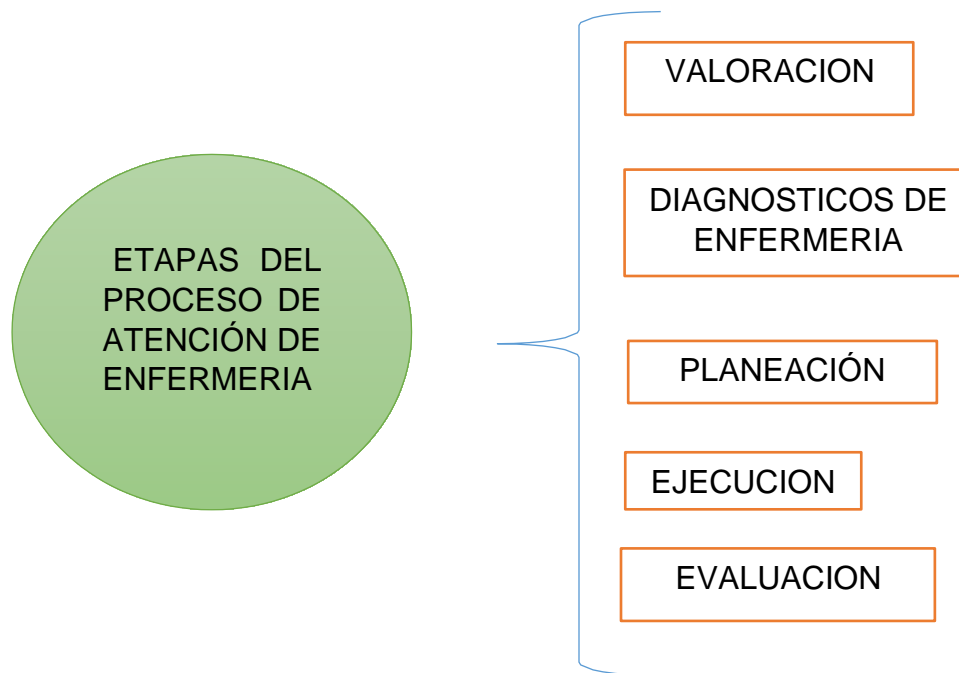 ETAPAS DEL
PROCESO DE
ATENCIÓN DE
ENFERMERIA
VALORACION
DIAGNOSTICOS DE
ENFERMERIA
PLANEACIÓN
EJECUCION
EVALUACION